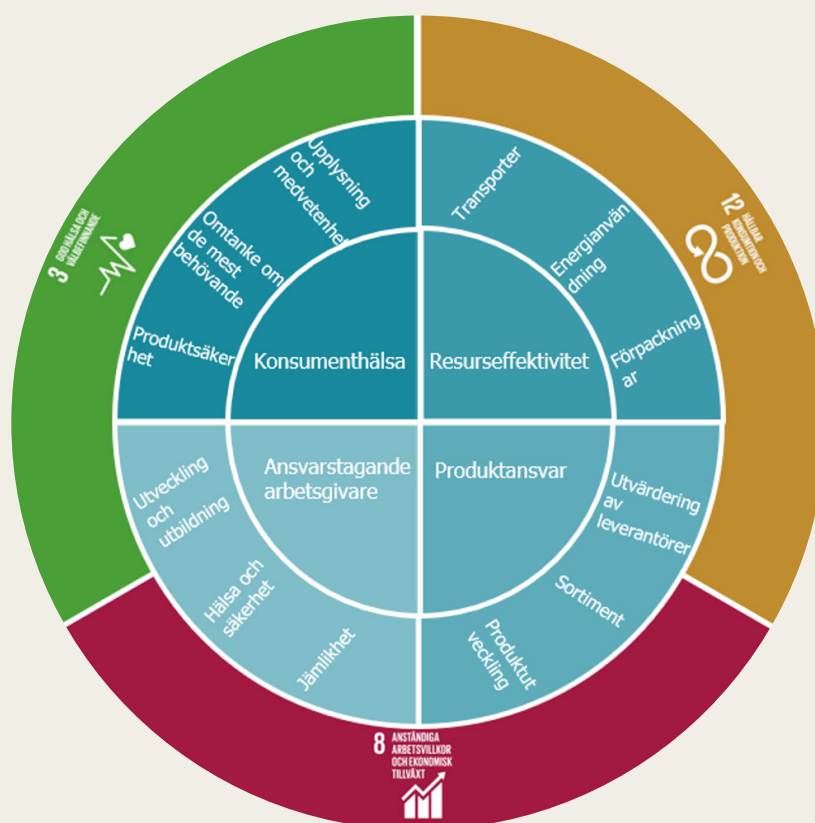 3 GOD HÄLSA OCH
VÄLBEFINNANDE
12 HÅLLBAR
KONSUMTION OCH
PRODUKTION
Upplysning
och
medvetenhet
Omtanke om
de mest
behövande
Produktsäker
het
Transporter
Energianvän
dning
Förpackning
ar
Konsumenthälsa
Resurseffektivitet
Ansvarstagande
arbetsgivare
Produktansvar
Utveckling
och
utbildning
Hälsa och
säkerhet
Jämlikhet
Utvärdering
av
leverantörer
Sortiment
Produktut
veckling
8 ANSTÄNDIGA
ARBETSVILLKOR
OCH EKONOMISK
TILLVÄXT